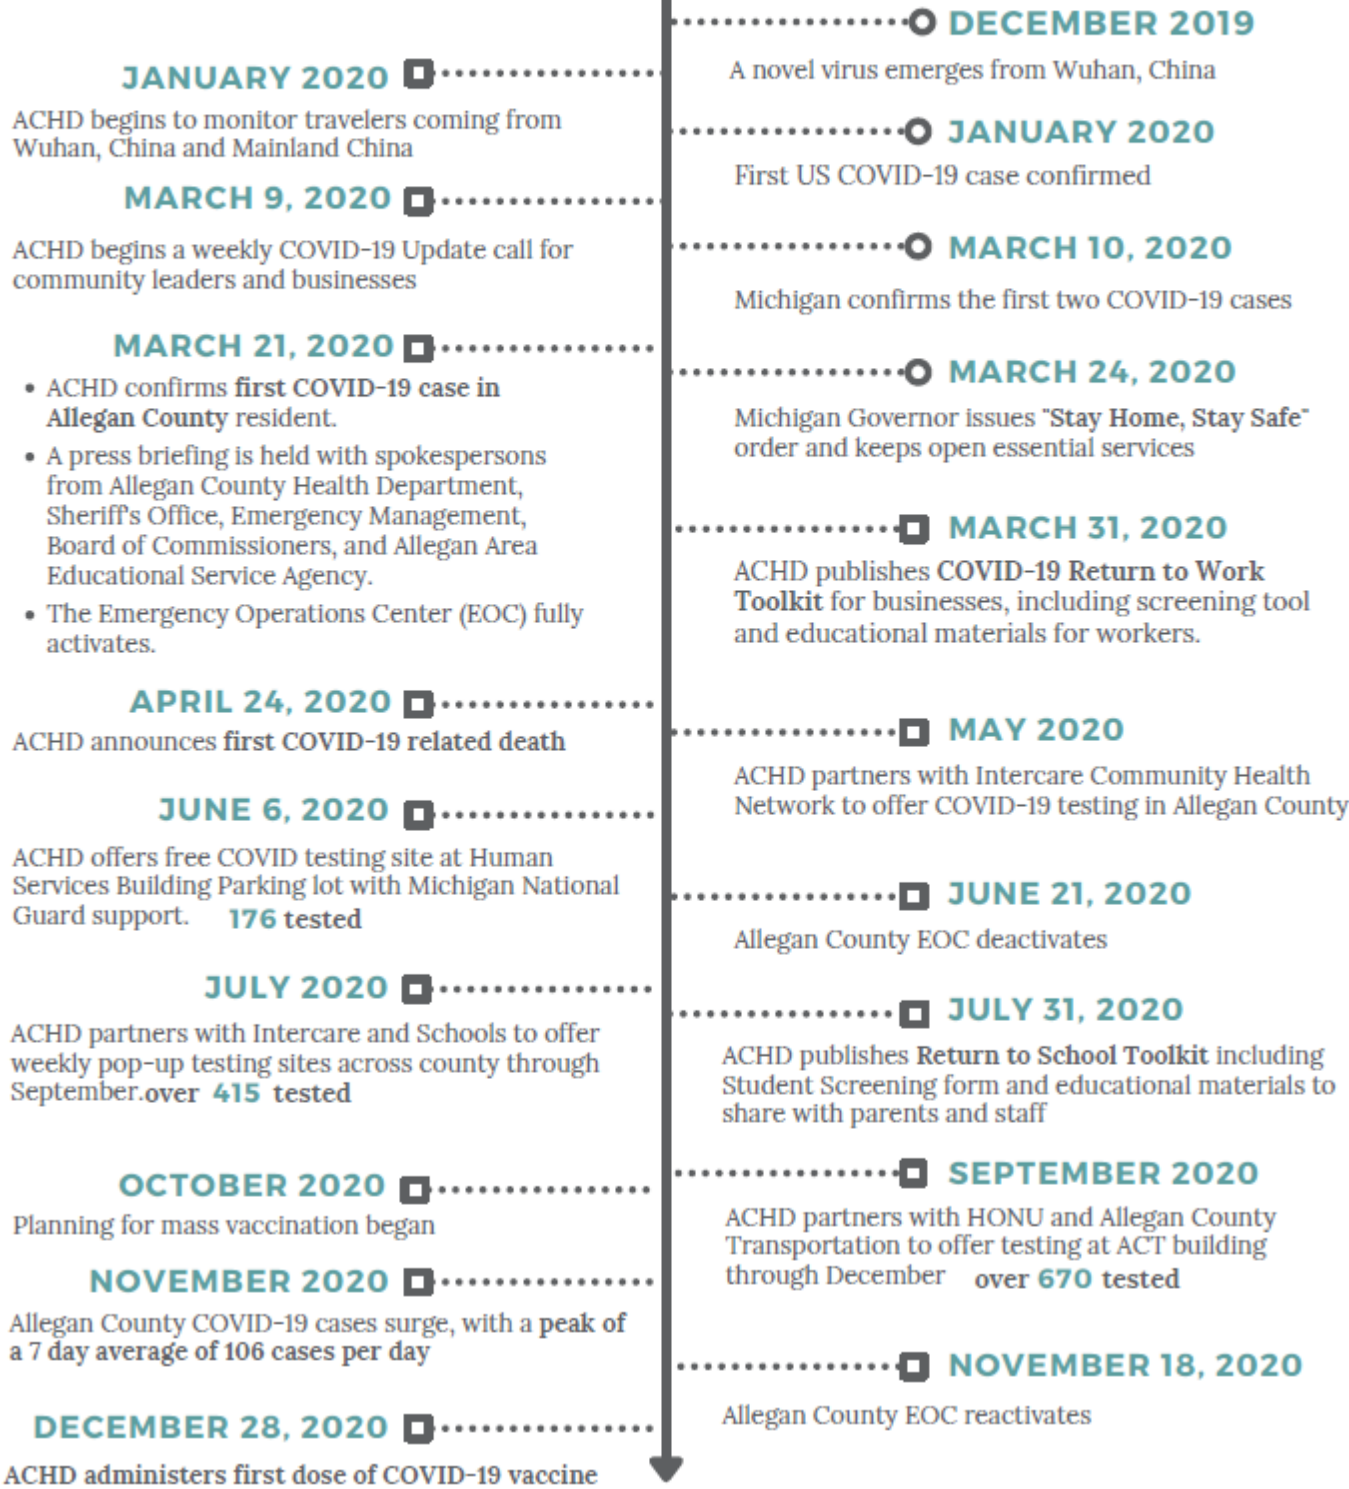 DECEMBER 2019
A novel virus emerges from Wuhan, China
JANUARY 2020
ACHD begins to monitor travelers coming from
Wuhan, China and Mainland China
JANUARY 2020
First US COVID-19 case confirmed
MARCH 9, 2020
ACHD begins a weekly COVID-19 Update call for
community leaders and businesses
MARCH 10, 2020
Michigan confirms the first two COVID-19 cases
MARCH 21, 2020
• ACHD confirms first COVID-19 case in
Allegan County resident.
• A press briefing is held with spokespersons
from Allegan County Health Department,
Sheriff's Office, Emergency Management,
Board of Commissioners, and Allegan Area
Educational Service Agency.
• The Emergency Operations Center (EOC) fully
activates.
MARCH 24, 2020
Michigan Governor issues "Stay Home, Stay Safe"
order and keeps open essential services
MARCH 31, 2020
ACHD publishes COVID-19 Return to Work
Toolkit for businesses, including screening tool
and educational materials for workers.
APRIL 24, 2020
ACHD announces first COVID-19 related death
MAY 2020
ACHD partners with Intercare Community Health
Network to offer COVID-19 testing in Allegan County
JUNE 6, 2020
ACHD offers free COVID testing site at Human
Services Building Parking lot with Michigan National
Guard support. 176 tested
JUNE 21, 2020
Allegan County EOC deactivates
JULY 2020
ACHD partners with Intercare and Schools to offer
weekly pop-up testing sites across county through
September.over 415 tested
JULY 31, 2020
ACHD publishes Return to School Toolkit including
Student Screening form and educational materials to
share with parents and staff
SEPTEMBER 2020
ACHD partners with HONU and Allegan County
Transportation to offer testing at ACT building
through December over 670 tested
OCTOBER 2020
Planning for mass vaccination began
NOVEMBER 2020
Allegan County COVID-19 cases surge, with a peak of
a 7 day average of 106 cases per day
NOVEMBER 18, 2020
Allegan County EOC reactivates
DECEMBER 28, 2020
ACHD administers first dose of COVID-19 vaccine